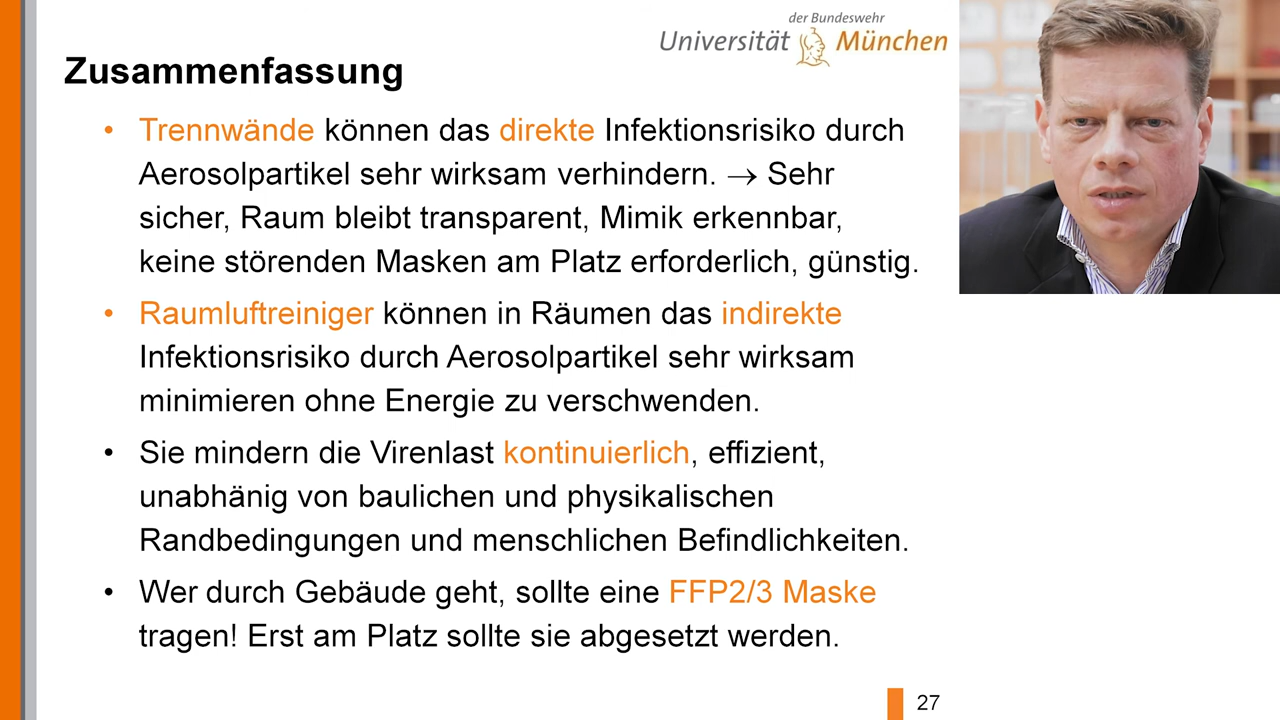 der Bundeswehr
Universität München
Zusammenfassung
• Trennwände können das direkte Infektionsrisiko durch
Aerosolpartikel sehr wirksam verhindern. → Sehr
sicher, Raum bleibt transparent, Mimik erkennbar,
keine störenden Masken am Platz erforderlich, günstig.
• Raumluftreiniger können in Räumen das indirekte
Infektionsrisiko durch Aerosolpartikel sehr wirksam
minimieren ohne Energie zu verschwenden.
• Sie mindern die Virenlast kontinuierlich, effizient,
unabhänig von baulichen und physikalischen
Randbedingungen und menschlichen Befindlichkeiten.
• Wer durch Gebäude geht, sollte eine FFP2/3 Maske
tragen! Erst am Platz sollte sie abgesetzt werden.
27